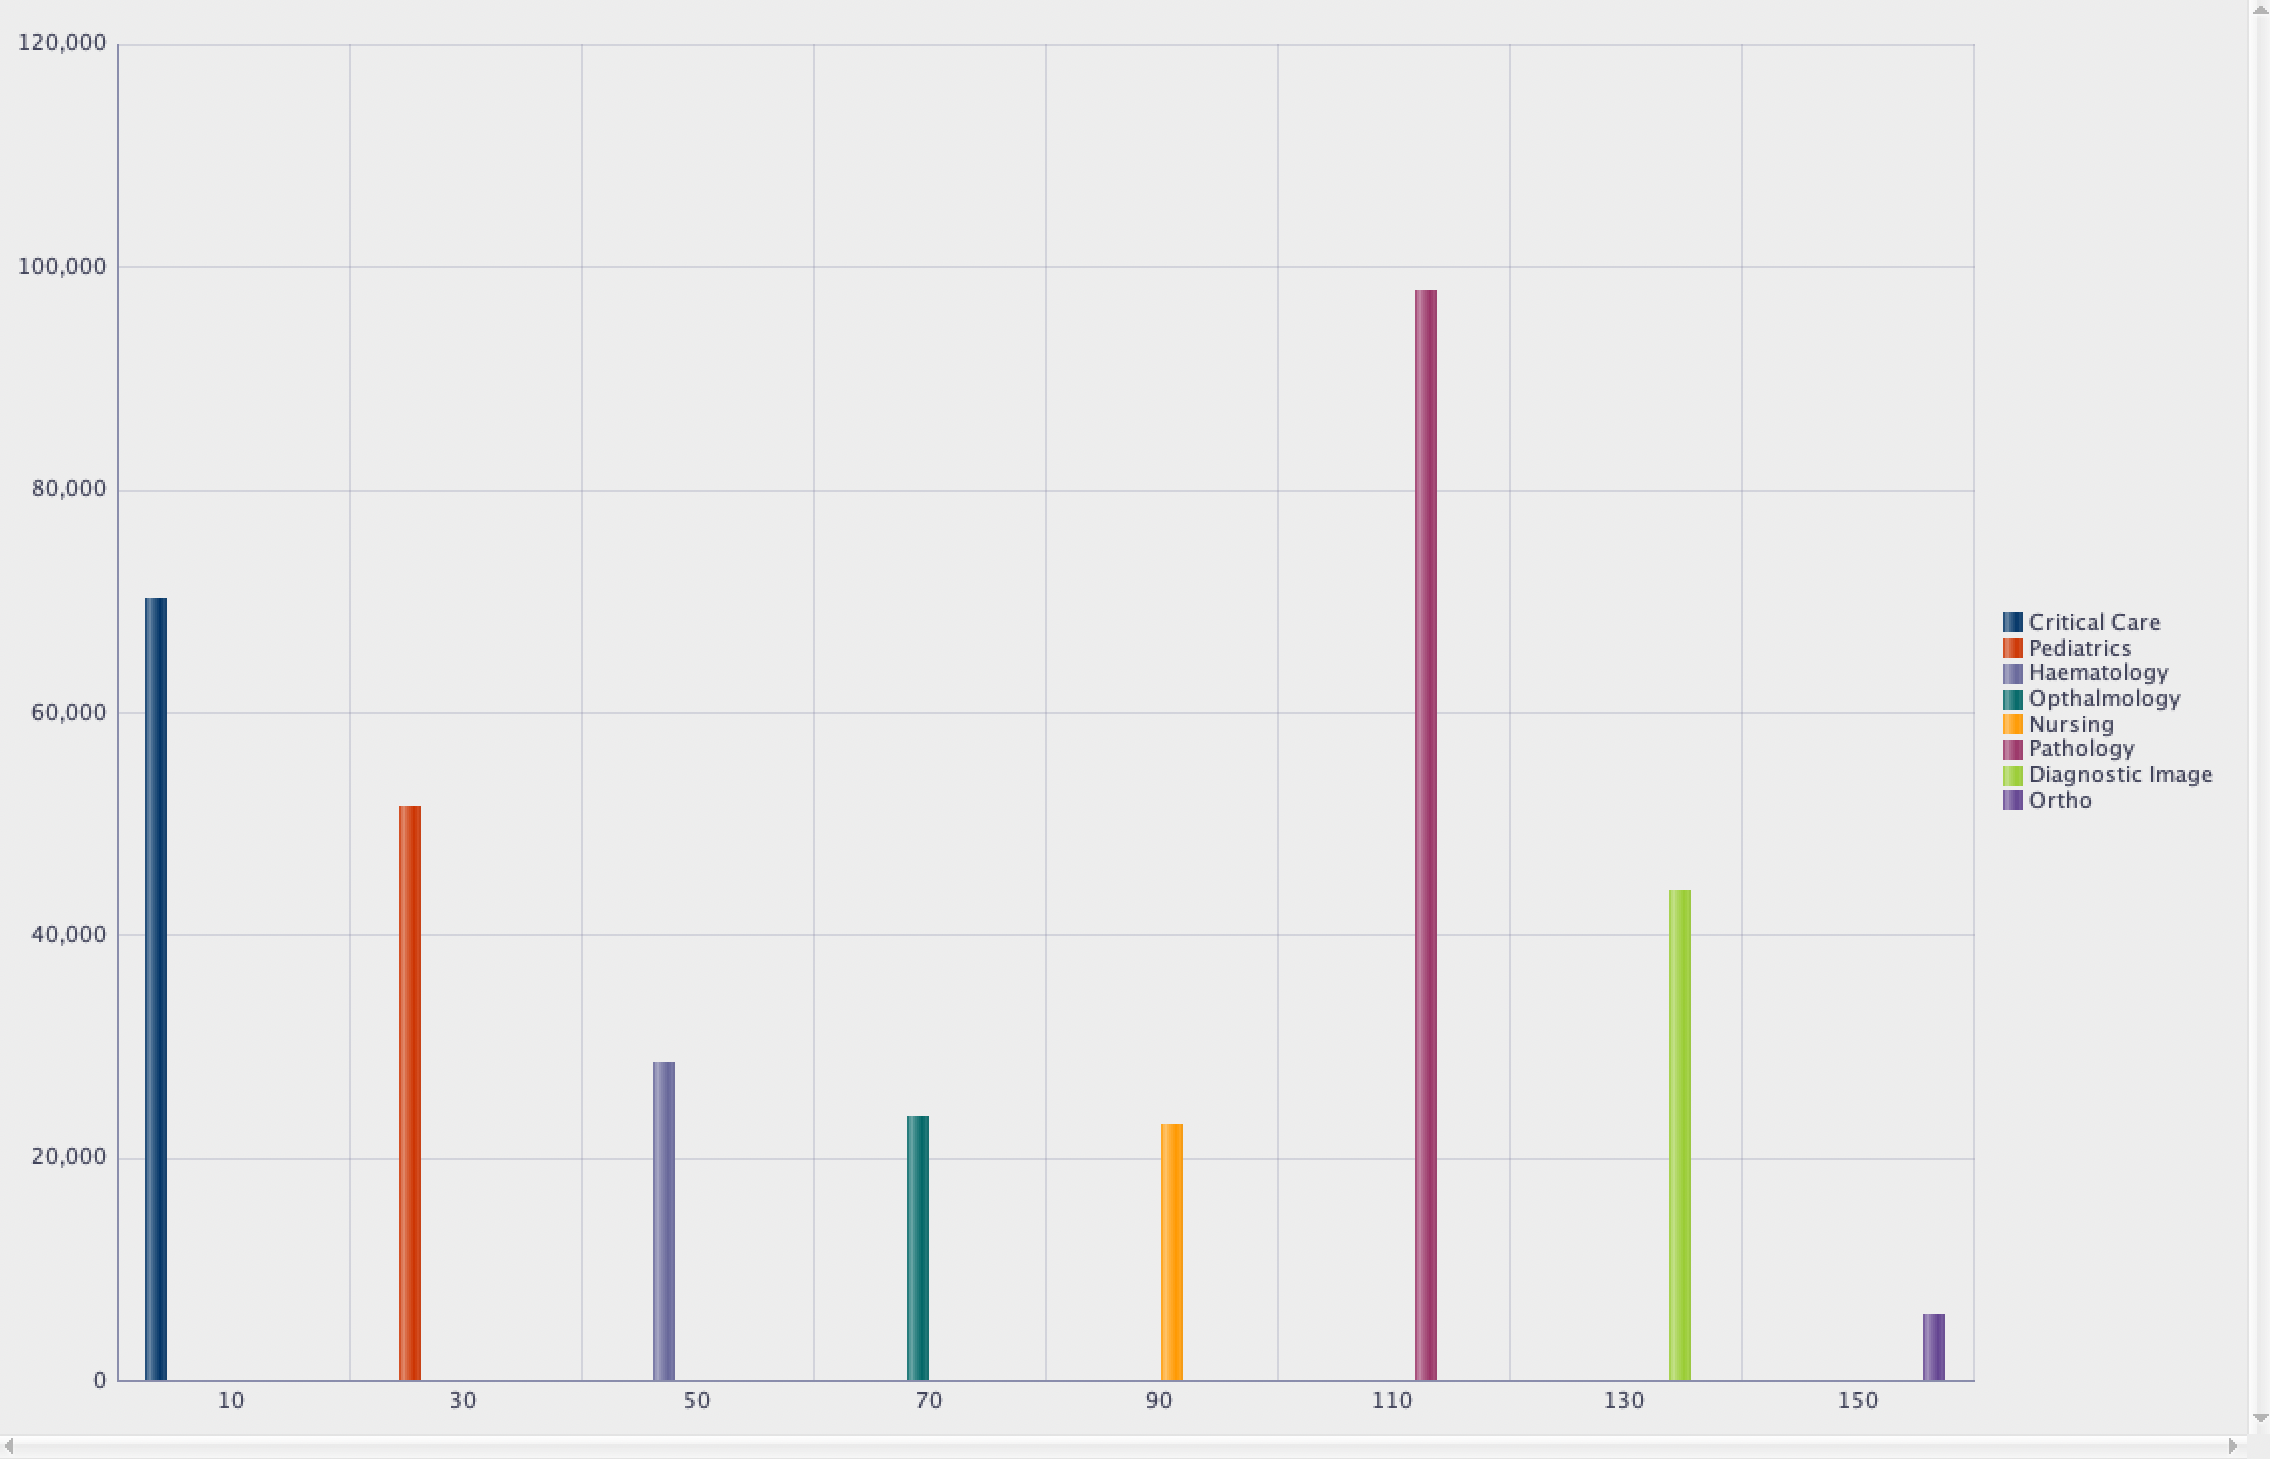 120,000
100,000
80,000
60,000
40,000
20,000
0
10 30 50 70 90 110 130 150
Critical Care
Pediatrics
Haematology
Opthalmology
Nursing
Pathology
Diagnostic Image
Ortho